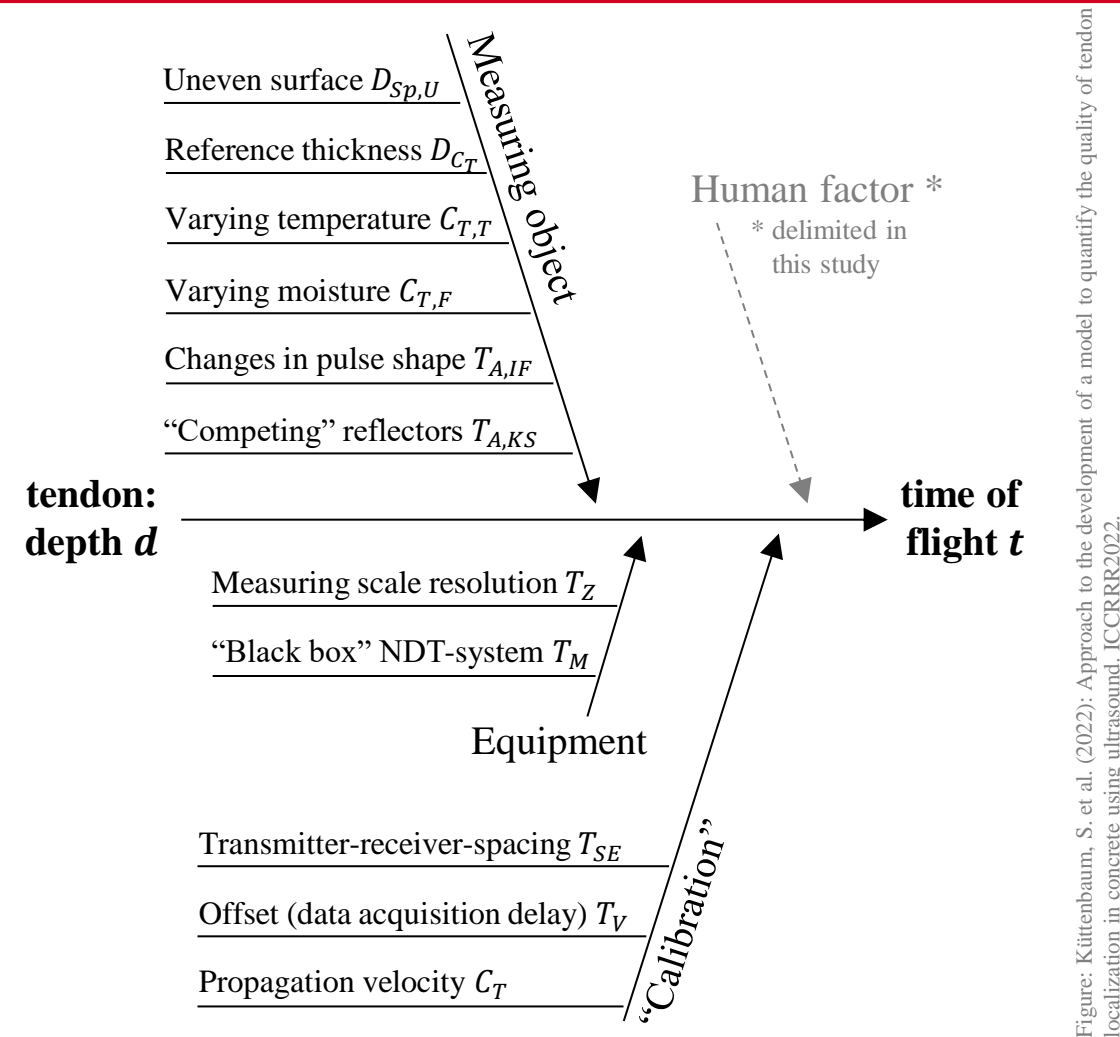 Uneven surface D_{Sp,U}
Reference thickness D_{C_T}
Varying temperature C_{T,T}
Varying moisture C_{T,F}
Changes in pulse shape T_{A,IF}
“Competing” reflectors T_{A,KS}
Measuring object
Human factor *
* delimited in
this study
tendon:
depth d
time of
flight t
Measuring scale resolution T_Z
“Black box” NDT-system T_M
Equipment
Transmitter-receiver-spacing T_{SE}
Offset (data acquisition delay) T_V
Propagation velocity C_T
“Calibration”
Figure: Küttenbaum, S. et al. (2022): Approach to the development of a model to quantify the quality of tendon
localization in concrete using ultrasound. ICCRRR2022.